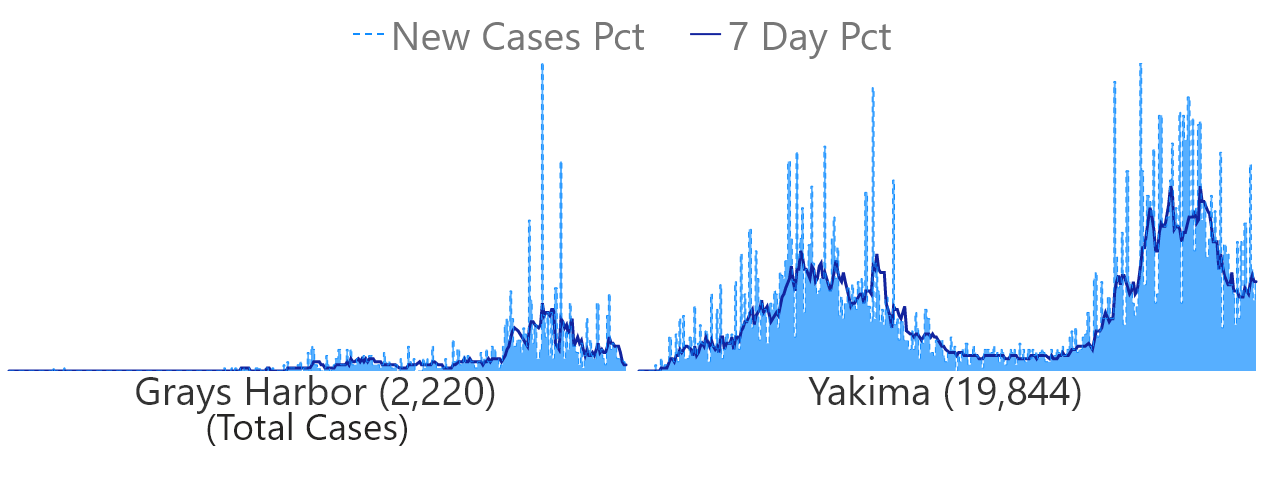 New Cases Pct 7 Day Pct
Grays Harbor (2,220)
(Total Cases)
Yakima (19,844)